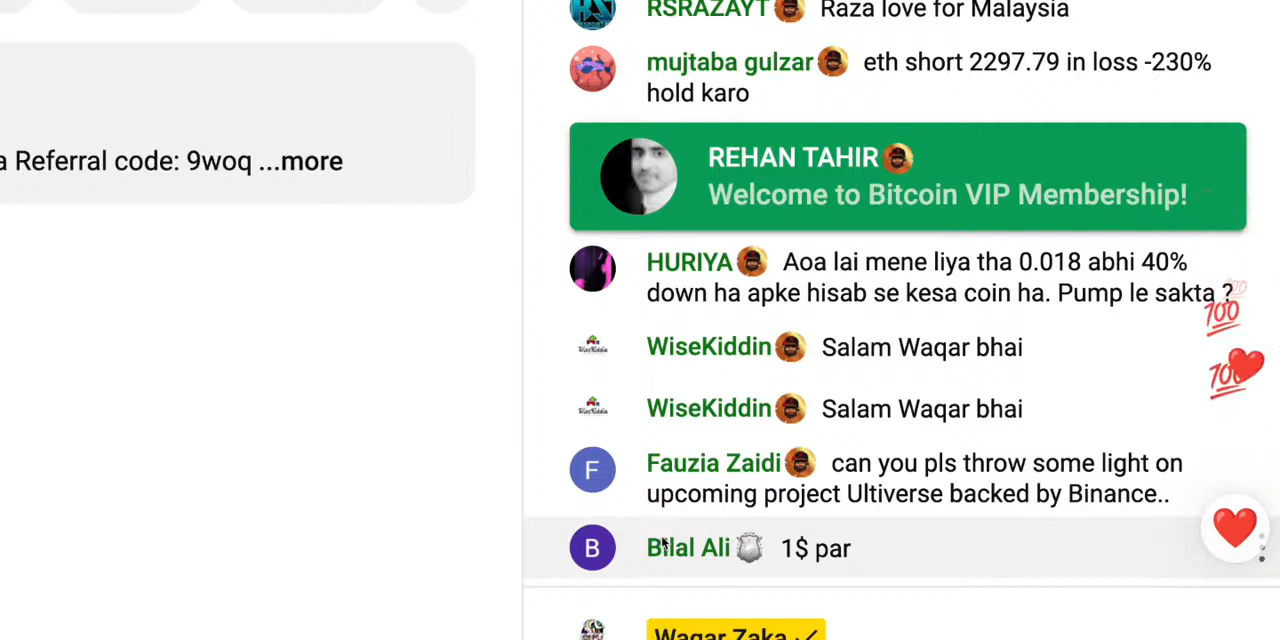 RSRAZAYT Raza love for Malaysia
mujtaba gulzar eth short 2297.79 in loss -230%
hold karo
a Referral code: 9woq ...more
REHAN TAHIR
Welcome to Bitcoin VIP Membership!
HURIYA Aoa lai mene liya tha 0.018 abhi 40%
down ha apke hisab se kesa coin ha. Pump le sakta ?
WiseKiddin Salam Waqar bhai
WiseKiddin Salam Waqar bhai
F Fauzia Zaidi can you pls throw some light on
upcoming project Ultiverse backed by Binance..
B Bilal Ali 1$ par
Waqar Zaka